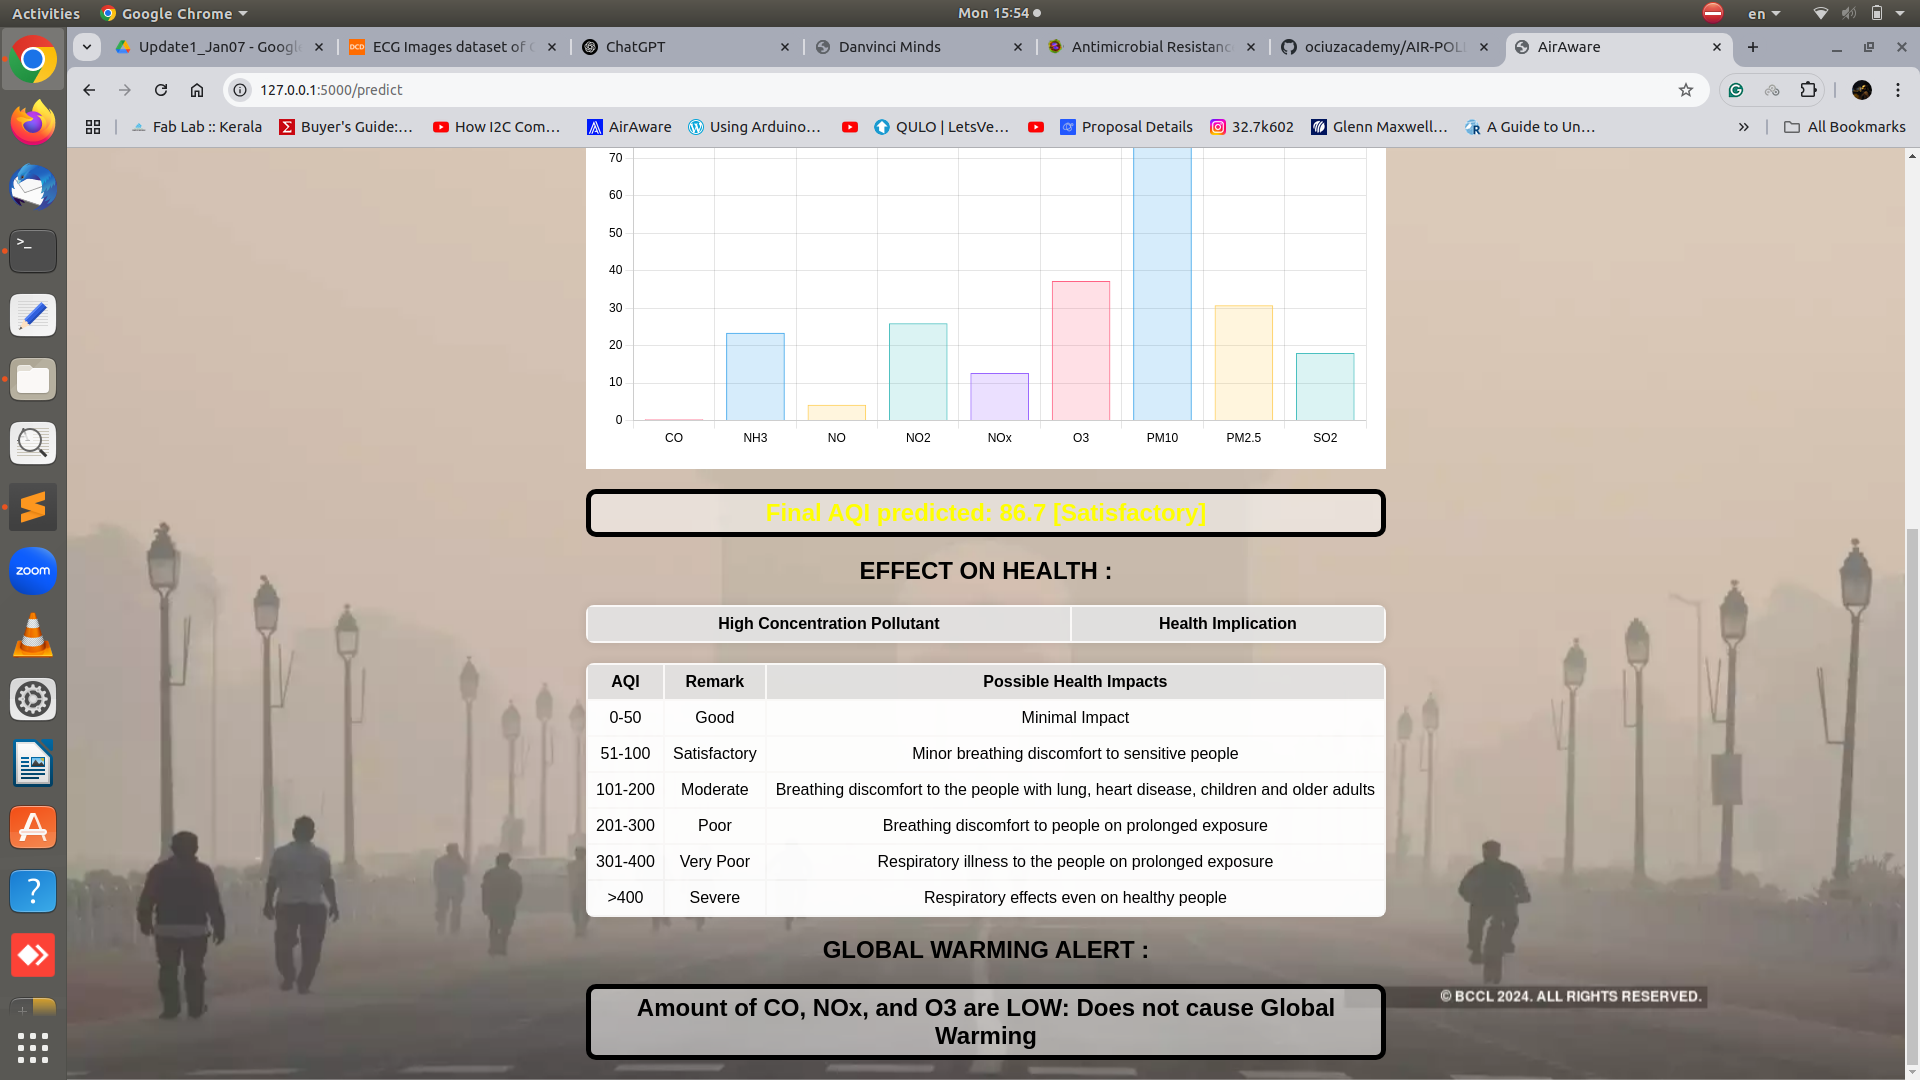 Activities Google Chrome Mon 15:54 en
Update1_Jan07 - Google ECG Images dataset of C ChatGPT Danvinci Minds Antimicrobial Resistanc ociuzacademy/AIR-POLL AirAware
127.0.0.1:5000/predict
Fab Lab :: Kerala Buyer's Guide:... How I2C Com... AirAware Using Arduino... QULO | LetsVe... Proposal Details 32.7k602 Glenn Maxwell... A Guide to Un... » All Bookmarks
70
60
50
40
30
20
10
0
CO NH3 NO NO2 NOx O3 PM10 PM2.5 SO2
Final AQI predicted: 86.7 [Satisfactory]
EFFECT ON HEALTH :
High Concentration Pollutant Health Implication
AQI Remark Possible Health Impacts
0-50 Good Minimal Impact
51-100 Satisfactory Minor breathing discomfort to sensitive people
101-200 Moderate Breathing discomfort to the people with lung, heart disease, children and older adults
201-300 Poor Breathing discomfort to people on prolonged exposure
301-400 Very Poor Respiratory illness to the people on prolonged exposure
>400 Severe Respiratory effects even on healthy people
GLOBAL WARMING ALERT :
Amount of CO, NOx, and O3 are LOW: Does not cause Global
Warming
© BCCL 2024. ALL RIGHTS RESERVED.
zoom